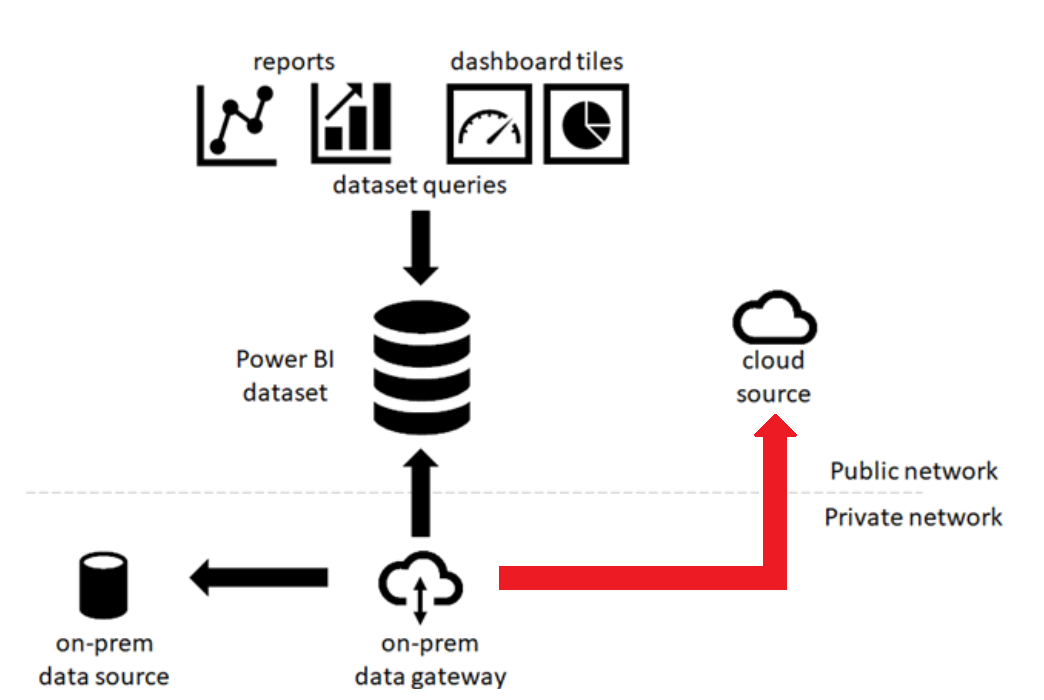 reports
dashboard tiles
dataset queries
Power BI
dataset
cloud
source
Public network
Private network
on-prem
data source
on-prem
data gateway